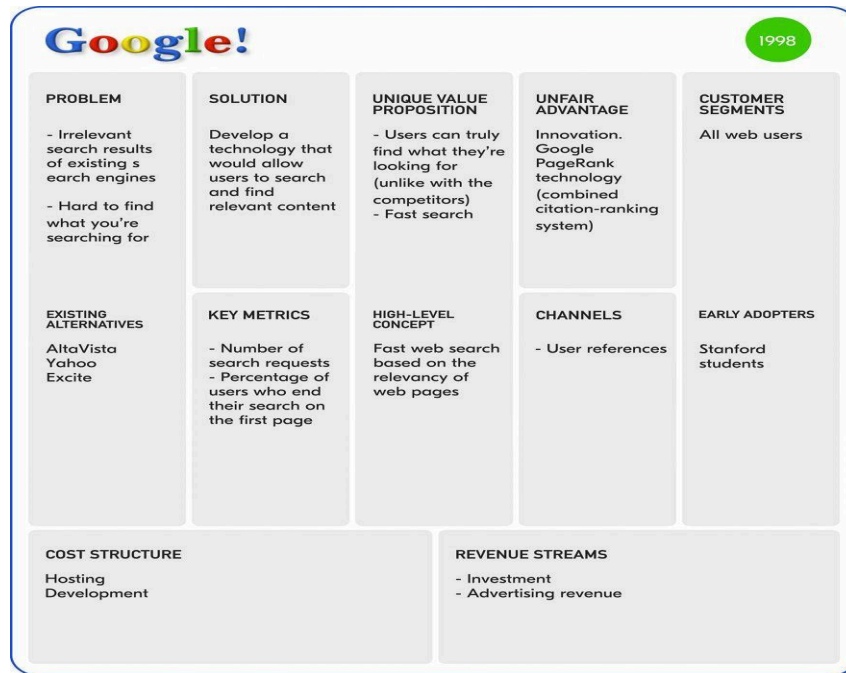 Google!
1998
PROBLEM
- Irrelevant
search results
of existing s
earch engines
- Hard to find
what you're
searching for
SOLUTION
Develop a
technology that
would allow
users to search
and find
relevant content
UNIQUE VALUE
PROPOSITION
- Users can truly
find what they're
looking for
(unlike with the
competitors)
- Fast search
UNFAIR
ADVANTAGE
Innovation.
Google
PageRank
technology
(combined
citation-ranking
system)
CUSTOMER
SEGMENTS
All web users
EXISTING
ALTERNATIVES
AltaVista
Yahoo
Excite
KEY METRICS
- Number of
search requests
- Percentage of
users who end
their search on
the first page
HIGH-LEVEL
CONCEPT
Fast web search
based on the
relevancy of
web pages
CHANNELS
- User references
EARLY ADOPTERS
Stanford
students
COST STRUCTURE
Hosting
Development
REVENUE STREAMS
- Investment
- Advertising revenue